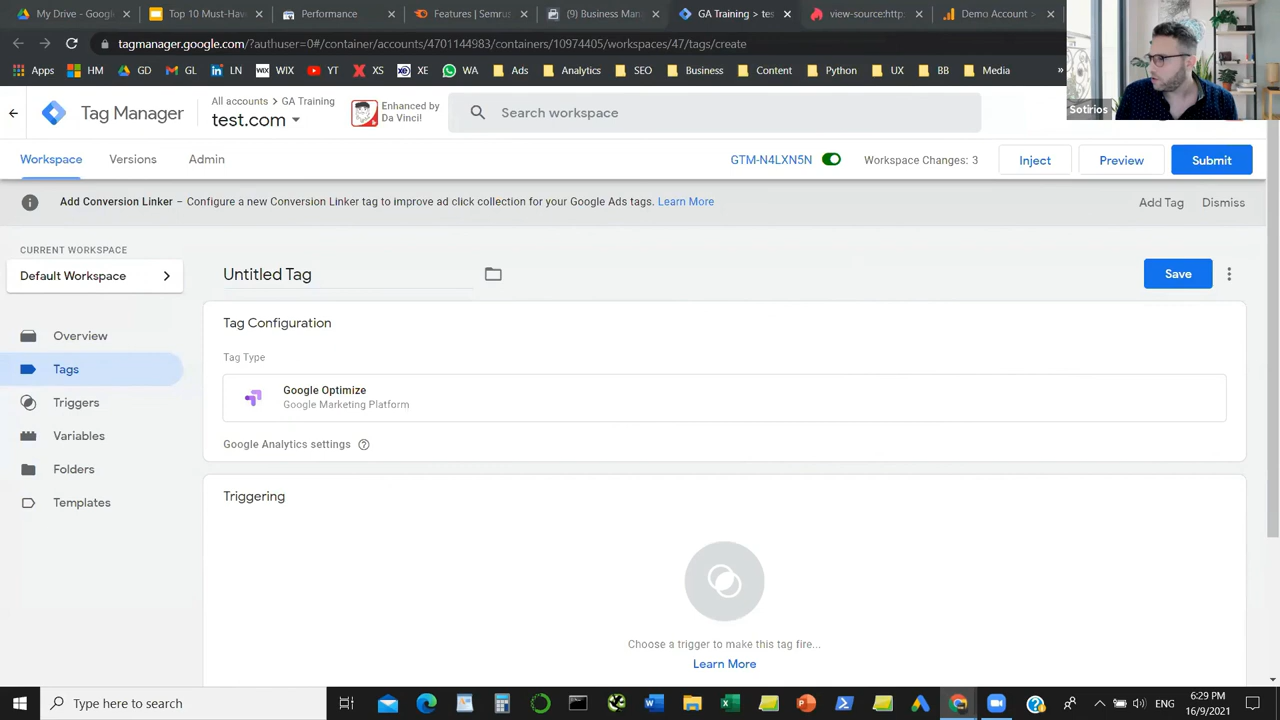 My Drive - Goog
Top 10 Must-Hav
Performance
Features | Semru
(9) Business Man
GA Training > tes
view-source:http
Demo Account >
tagmanager.google.com/?authuser=0#/container/accounts/4701144983/containers/10974405/workspaces/47/tags/create
Apps HM GD GL LN WIX YT XS XE WA ADS Analytics SEO Business Content Python UX BB Media »
Sotirios
Tag Manager
All accounts > GA Training
test.com
Enhanced by
Da Vinci!
Search workspace
Workspace Versions Admin
GTM-N4LXN5N Workspace Changes: 3 Inject Preview Submit
Add Conversion Linker – Configure a new Conversion Linker tag to improve ad click collection for your Google Ads tags. Learn More
Add Tag Dismiss
CURRENT WORKSPACE
Default Workspace
Overview
Tags
Triggers
Variables
Folders
Templates
Untitled Tag
Save
Tag Configuration
Tag Type
Google Optimize
Google Marketing Platform
Google Analytics settings
Triggering
Choose a trigger to make this tag fire...
Learn More
Type here to search
ENG
6:29 PM
16/9/2021